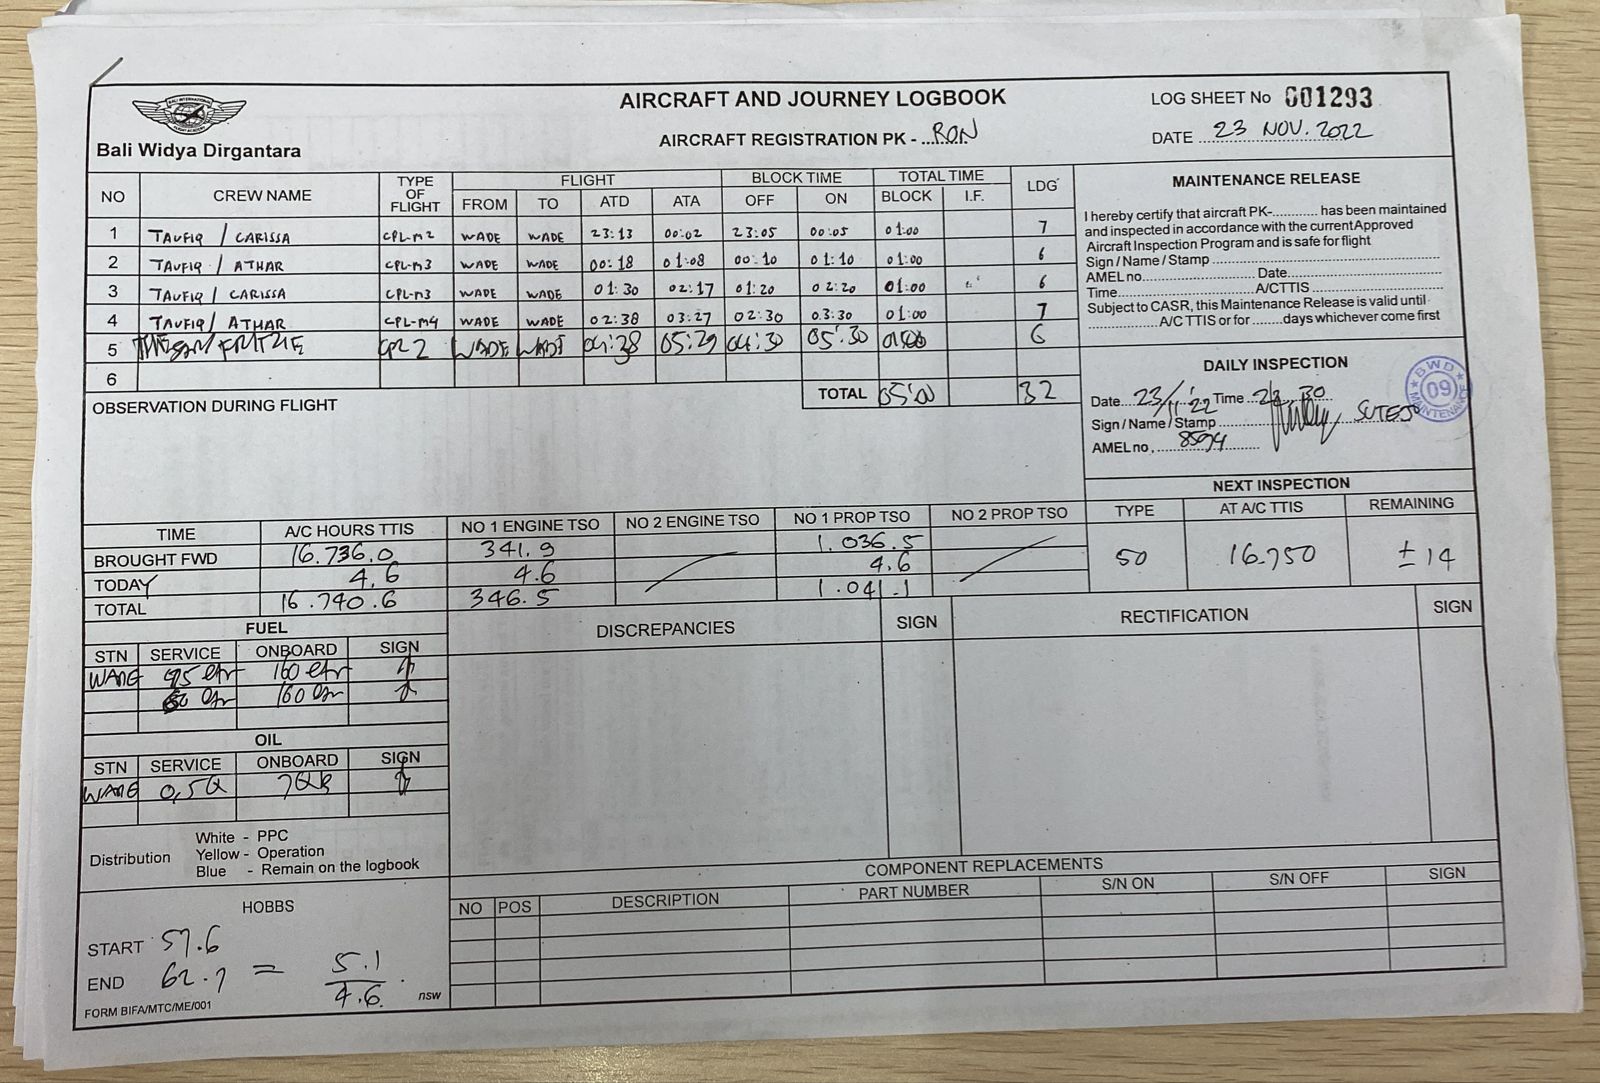 AIRCRAFT AND JOURNEY LOGBOOK
LOG SHEET No 001293
BALI INTERNATIONAL FLIGHT ACADEMY
Bali Widya Dirgantara
AIRCRAFT REGISTRATION PK - RON
DATE 23 NOV. 2022
NO CREW NAME TYPE OF FLIGHT FLIGHT BLOCK TIME TOTAL TIME LDG
FROM TO ATD ATA OFF ON BLOCK I.F.
1 TAUFIQ / CARISSA CPL-M2 WADE WADE 23:13 00:02 23:05 00:05 01:00 7
2 TAUFIQ / ATHAR CPL-M3 WADE WADE 00:18 01:08 00:10 01:10 01:00 6
3 TAUFIQ / CARISSA CPL-M3 WADE WADE 01:30 02:17 01:20 02:20 01:00 6
4 TAUFIQ / ATHAR CPL-M4 WADE WADE 02:38 03:27 02:30 03:30 01:00 7
5 CPL 2 WADE WADE 04:38 05:29 04:30 05:30 6
6
TOTAL 05:00 32
MAINTENANCE RELEASE
I hereby certify that aircraft PK-............ has been maintained
and inspected in accordance with the current Approved
Aircraft Inspection Program and is safe for flight
Sign / Name / Stamp
AMEL no. Date
Time A/CTTIS
Subject to CASR, this Maintenance Release is valid until
A/C TTIS or for ........days whichever come first
DAILY INSPECTION
Date 23/11'22 Time 30
Sign / Name / Stamp SUTEJO
AMEL no. 8594
BWD 09 MAINTENANCE
OBSERVATION DURING FLIGHT
NEXT INSPECTION
TYPE AT A/C TTIS REMAINING
50 16.750 ± 14
TIME A/C HOURS TTIS NO 1 ENGINE TSO NO 2 ENGINE TSO NO 1 PROP TSO NO 2 PROP TSO
BROUGHT FWD 16.736.0 341.9 1.036.5
TODAY 4.6 4.6 4.6
TOTAL 16.740.6 346.5 1.041.1
FUEL
STN SERVICE ONBOARD SIGN
WADE 95 ltr 160 ltr
160 ltr
OIL
STN SERVICE ONBOARD SIGN
WADE 0,5Q
DISCREPANCIES SIGN RECTIFICATION SIGN
Distribution White - PPC
Yellow - Operation
Blue - Remain on the logbook
COMPONENT REPLACEMENTS
NO POS DESCRIPTION PART NUMBER S/N ON S/N OFF SIGN
HOBBS
START 57.6
END 62.7 = 5.1
4.6
FORM BIFA/MTC/ME/001
nsw